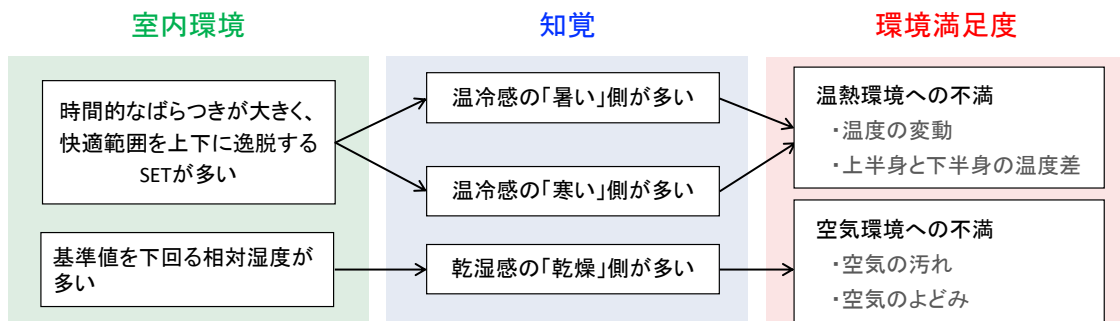 室内環境
知覚
環境満足度
時間的なばらつきが大きく、
快適範囲を上下に逸脱する
SETが多い
温冷感の「暑い」側が多い
温冷感の「寒い」側が多い
温熱環境への不満
・温度の変動
・上半身と下半身の温度差
基準値を下回る相対湿度が
多い
乾湿感の「乾燥」側が多い
空気環境への不満
・空気の汚れ
・空気のよどみ